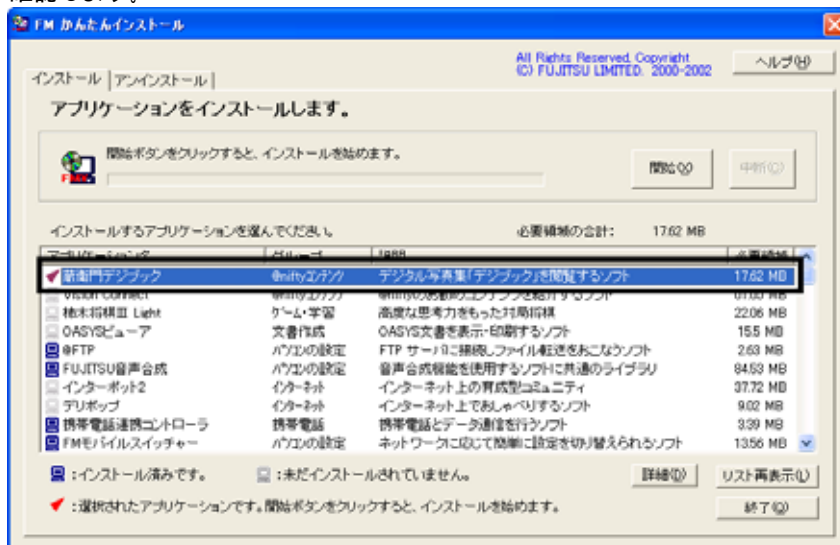 FM かんたんインストール
All Rights Reserved, Copyright
(C) FUJITSU LIMITED. 2000-2002
ヘルプ(H)
インストール アンインストール
アプリケーションをインストールします。
開始ボタンをクリックすると、インストールを始めます。
開始(X)
中断(C)
インストールするアプリケーションを選んでください。 必要領域の合計: 17.62 MB
蔵衛門デジブック @niftyコンテンツ デジタル写真集「デジブック」を閲覧するソフト 17.62 MB
Vision Connect @niftyコンテンツ
柿木将棋III Light ゲーム・学習 高度な思考力をもった対局将棋 22.06 MB
OASYSビューア 文書作成 OASYS文書を表示・印刷するソフト 15.5 MB
@FTP パソコンの設定 FTP サーバに接続しファイル転送をおこなうソフト 2.63 MB
FUJITSU音声合成 パソコンの設定 音声合成機能を使用するソフトに共通のライブラリ 84.53 MB
インターポット2 インターネット インターネット上の育成型コミュニティ 37.72 MB
デリポップ インターネット インターネット上でおしゃべりするソフト 9.02 MB
携帯電話連携コントローラ 携帯電話 携帯電話とデータ通信を行うソフト 3.39 MB
FMモバイルスイッチャー パソコンの設定 ネットワークに応じて簡単に設定を切り替えられるソフト 13.56 MB
:インストール済みです。 :未だインストールされていません。
詳細(D)
リスト再表示(L)
:選択されたアプリケーションです。開始ボタンをクリックすると、インストールを始めます。
終了(Q)